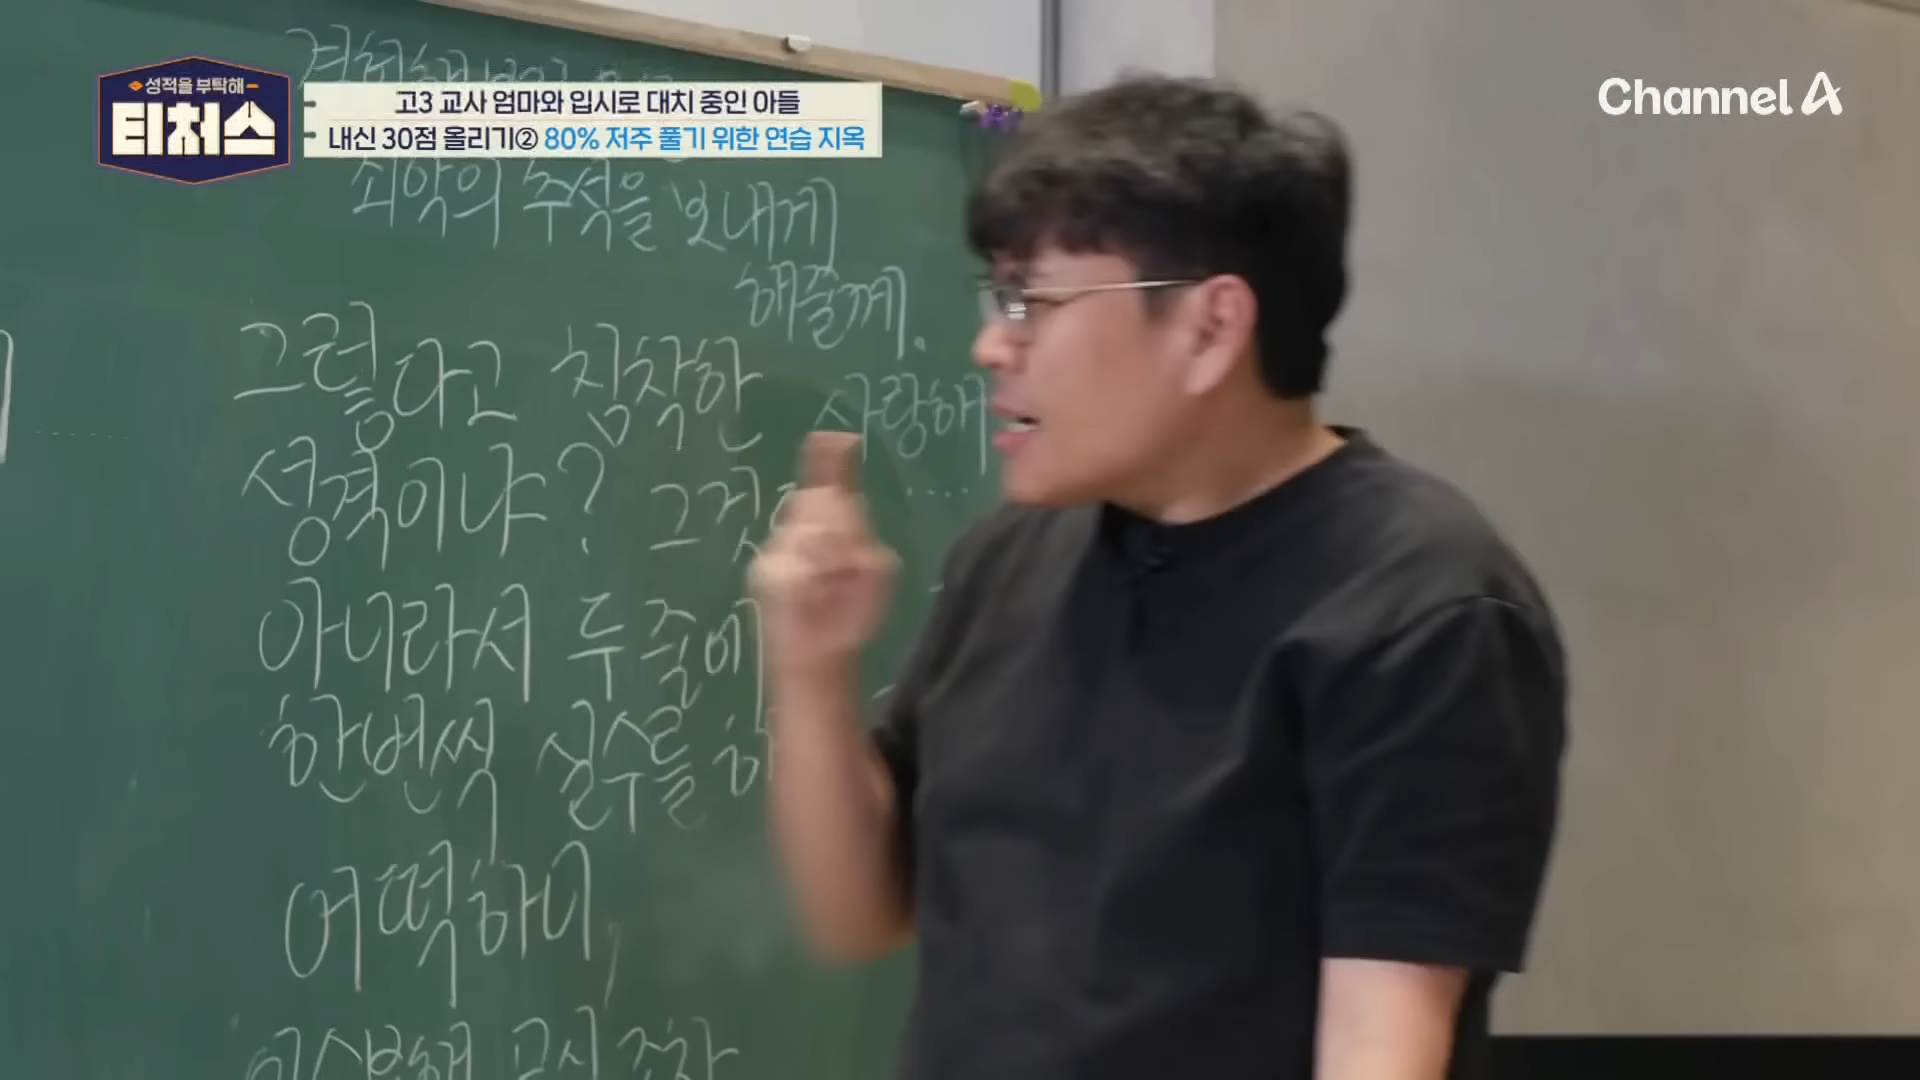 성적을 부탁해
티처스
고3 교사 엄마와 입시로 대치 중인 아들
내신 30점 올리기② 80% 저주 풀기 위한 연습 지옥
Channel A
최악의 추석을 보내게
해줄께.
사랑해
....
그렇다고 침착한
성격이냐? 그것
아니라서 두 줄에
한번씩 실수를 하
어떡하니,